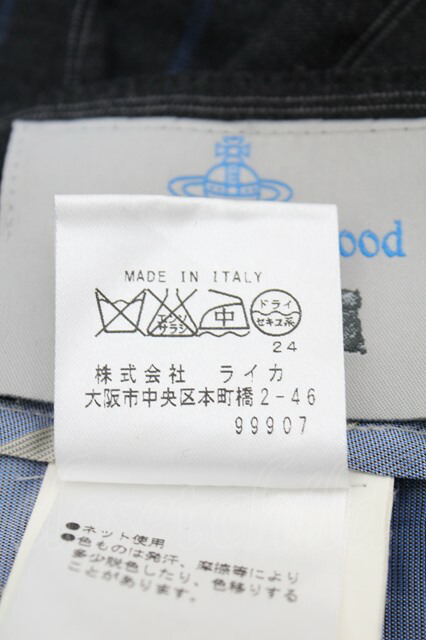 ood
MADE IN ITALY
エンソ
サラシ
中
ドライ
セキユ系
24
株式会社 ライカ
大阪市中央区本町橋2-46
99907
●ネット使用
●色ものは発汗、摩擦等により
多少脱色したり、色移りする
ことがあります。